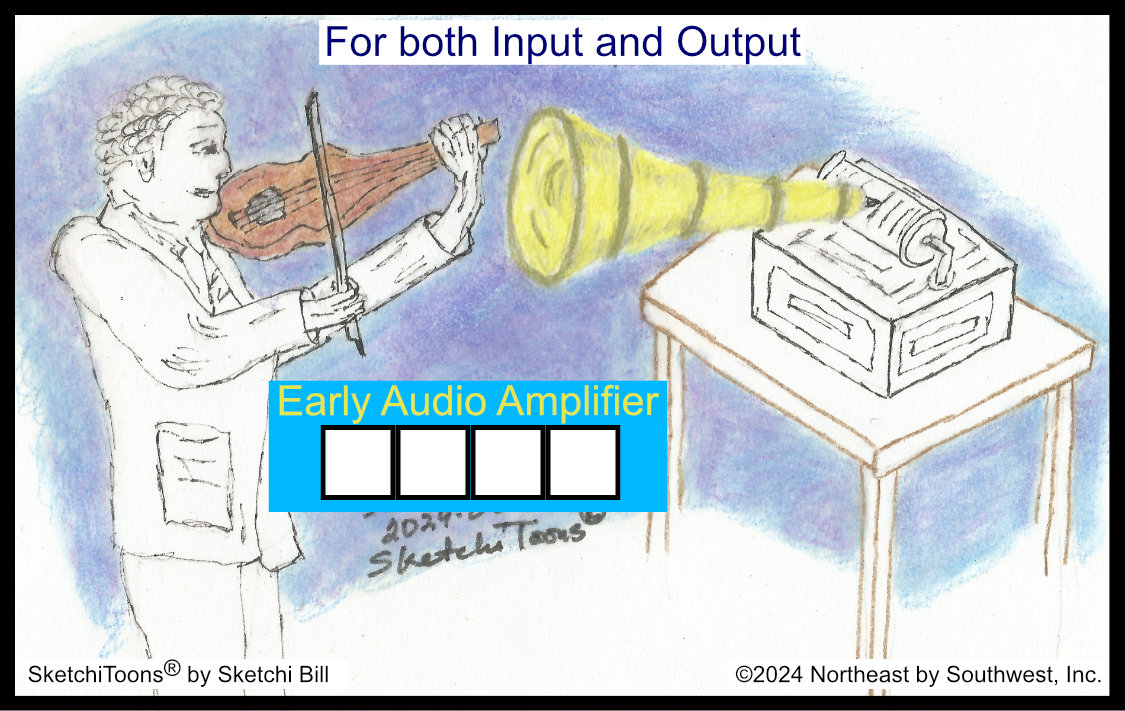 For both Input and Output
Early Audio Amplifier
2024
SketchiToons®
SketchiToons® by Sketchi Bill
©2024 Northeast by Southwest, Inc.